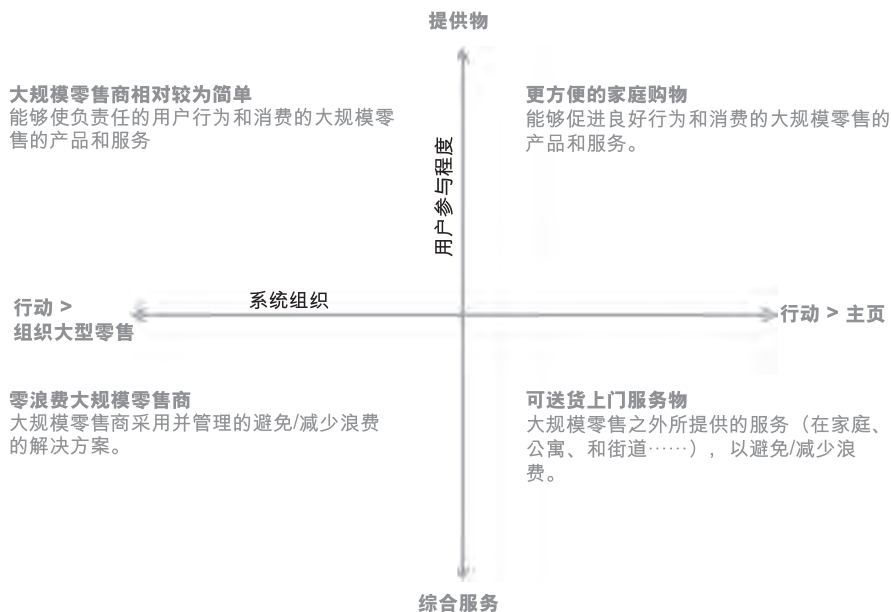 提供物
大规模零售商相对较为简单
能够使负责任的用户行为和消费的大规模零
售的产品和服务
更方便的家庭购物
能够促进良好行为和消费的大规模零售的
产品和服务。
用户参与程度
系统组织
行动 >
组织大型零售
行动 > 主页
零浪费大规模零售商
大规模零售商采用并管理的避免/减少浪费
的解决方案。
可送货上门服务物
大规模零售之外所提供的服务（在家庭、
公寓、和街道……），以避免/减少浪
费。
综合服务